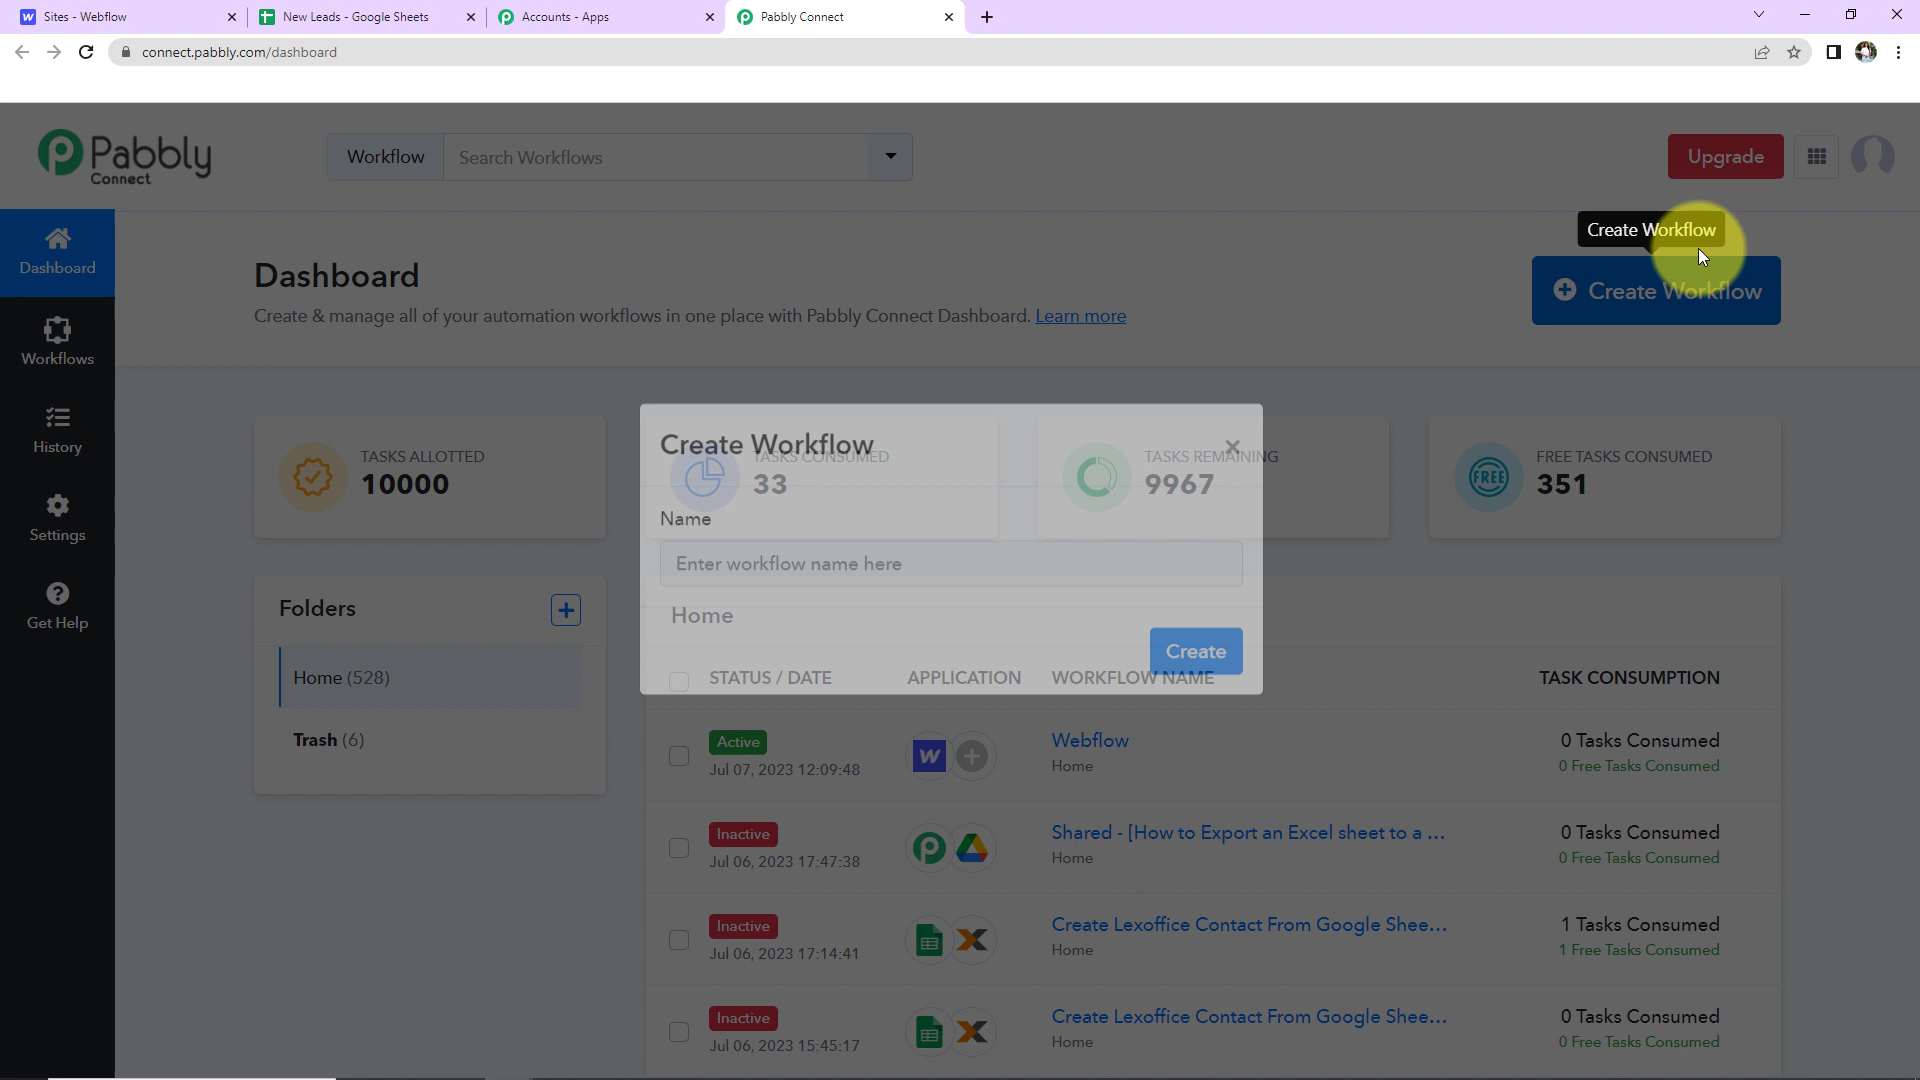 Sites - Webflow
New Leads - Google Sheets
Accounts - Apps
Pabbly Connect
connect.pabbly.com/dashboard
Pabbly
Connect
Workflow
Search Workflows
Upgrade
Create Workflow
Dashboard
Workflows
History
Settings
Get Help
Dashboard
Create & manage all of your automation workflows in one place with Pabbly Connect Dashboard. Learn more
Create Workflow
TASKS ALLOTTED
10000
TASKS CONSUMED
33
TASKS REMAINING
9967
FREE
FREE TASKS CONSUMED
351
Create Workflow
Name
Enter workflow name here
Create
Folders
Home (528)
Trash (6)
Home
STATUS / DATE
APPLICATION
WORKFLOW NAME
TASK CONSUMPTION
Active
Jul 07, 2023 12:09:48
Webflow
Home
0 Tasks Consumed
0 Free Tasks Consumed
Inactive
Jul 06, 2023 17:47:38
Shared - [How to Export an Excel sheet to a ...
Home
0 Tasks Consumed
0 Free Tasks Consumed
Inactive
Jul 06, 2023 17:14:41
Create Lexoffice Contact From Google Shee...
Home
1 Tasks Consumed
1 Free Tasks Consumed
Inactive
Jul 06, 2023 15:45:17
Create Lexoffice Contact From Google Shee...
Home
0 Tasks Consumed
0 Free Tasks Consumed